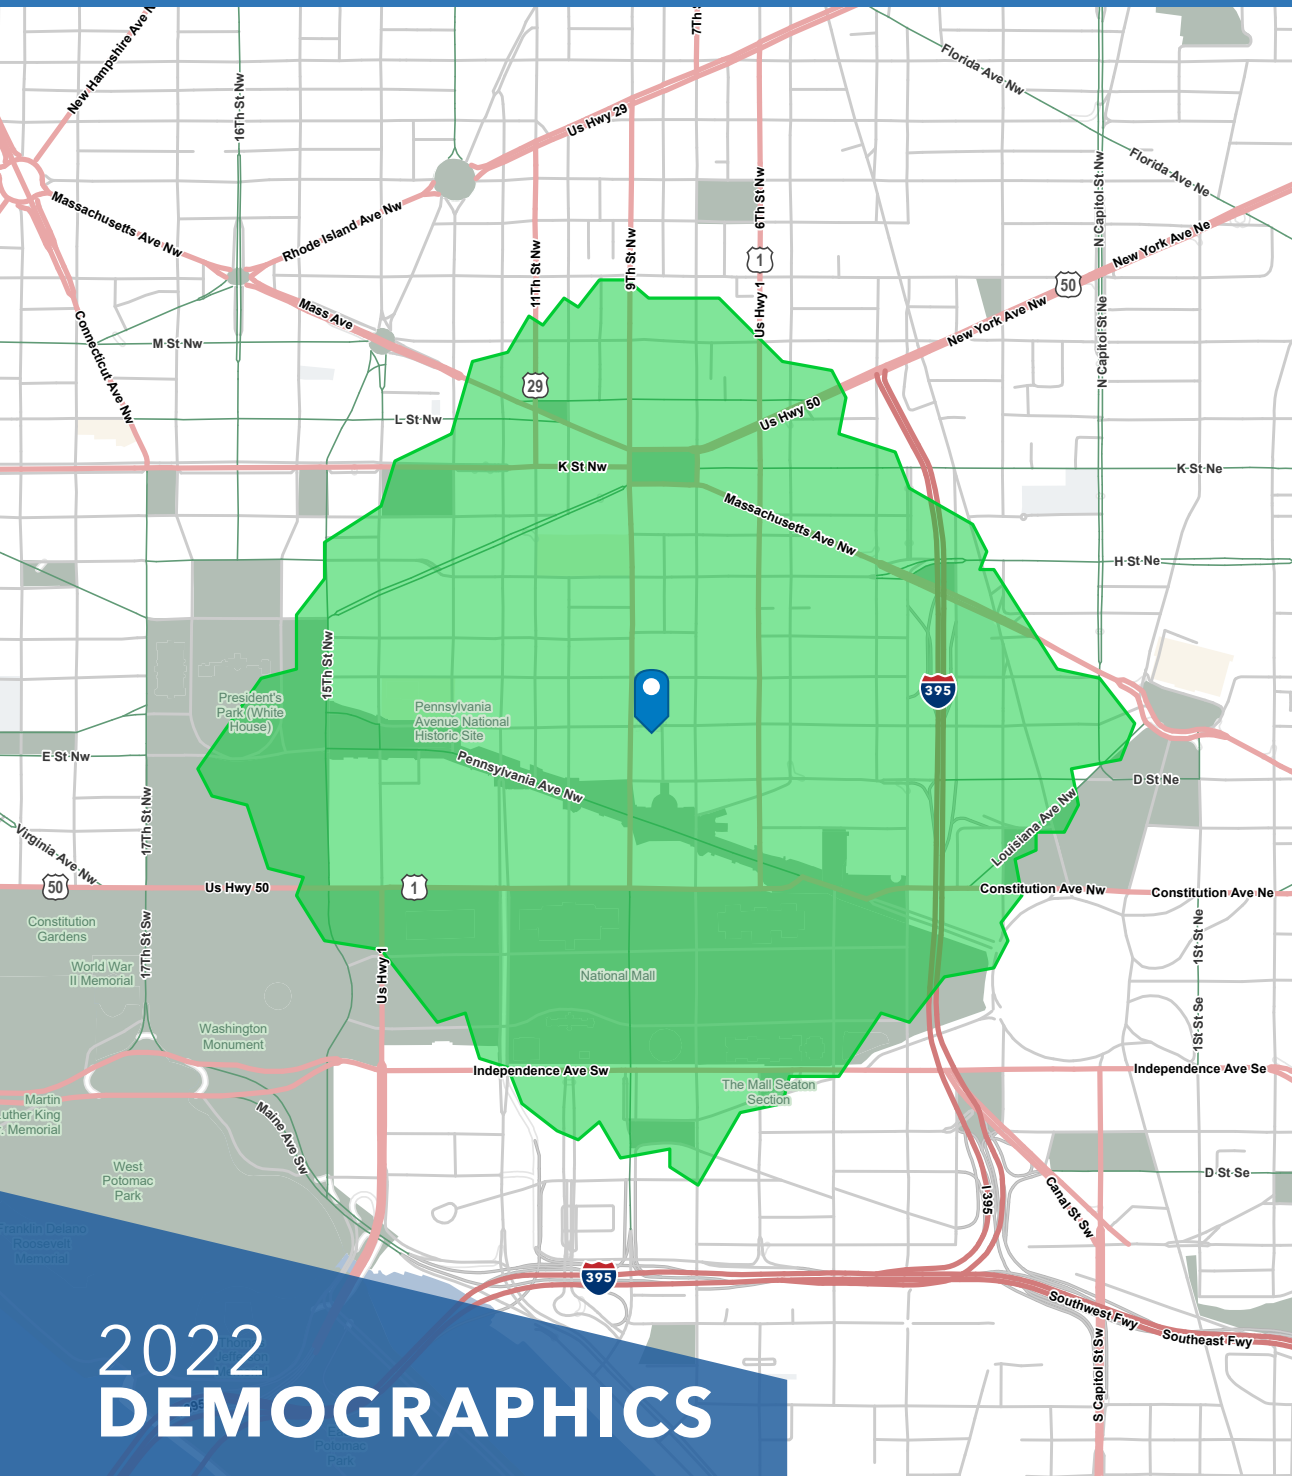 New Hampshire Ave N
7Th S
16Th St Nw
Us Hwy 29
Florida Ave Nw
Florida Ave Ne
N Capitol St Nw
6Th St Nw
Massachusetts Ave Nw
Rhode Island Ave Nw
11Th St Nw
9Th St Nw
1
Us Hwy 1
New York Ave Ne
50
New York Ave Nw
N Capitol St Ne
Mass Ave
M St Nw
Connecticut Ave Nw
29
L St Nw
Us Hwy 50
K St Nw
K St Ne
Massachusetts Ave Nw
H St Ne
15Th St Nw
President's
Park (White
House)
Pennsylvania
Avenue National
Historic Site
395
E St Nw
Pennsylvania Ave Nw
D St Ne
17Th St Nw
Virginia Ave Nw
Louisiana Ave Nw
50
Us Hwy 50
1
Constitution Ave Nw
Constitution Ave Ne
Constitution
Gardens
17Th St Sw
1St St Ne
World War
II Memorial
Us Hwy 1
National Mall
Washington
Monument
1St St Se
Independence Ave Sw
Independence Ave Se
The Mall Seaton
Section
Martin
uther King
. Memorial
Maine Ave Sw
West
Potomac
Park
D St Se
I 395
Canal St Sw
Franklin Delano
Roosevelt
Memorial
395
Southwest Fwy
Southeast Fwy
S Capitol St Sw
2022
DEMOGRAPHICS
Potomac
Park